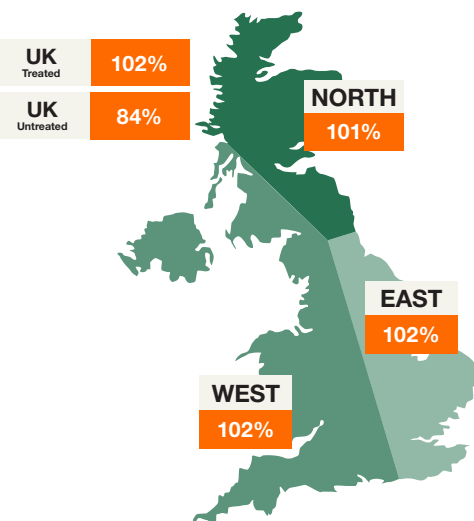 UK
Treated
102%
UK
Untreated
84%
NORTH
101%
EAST
102%
WEST
102%